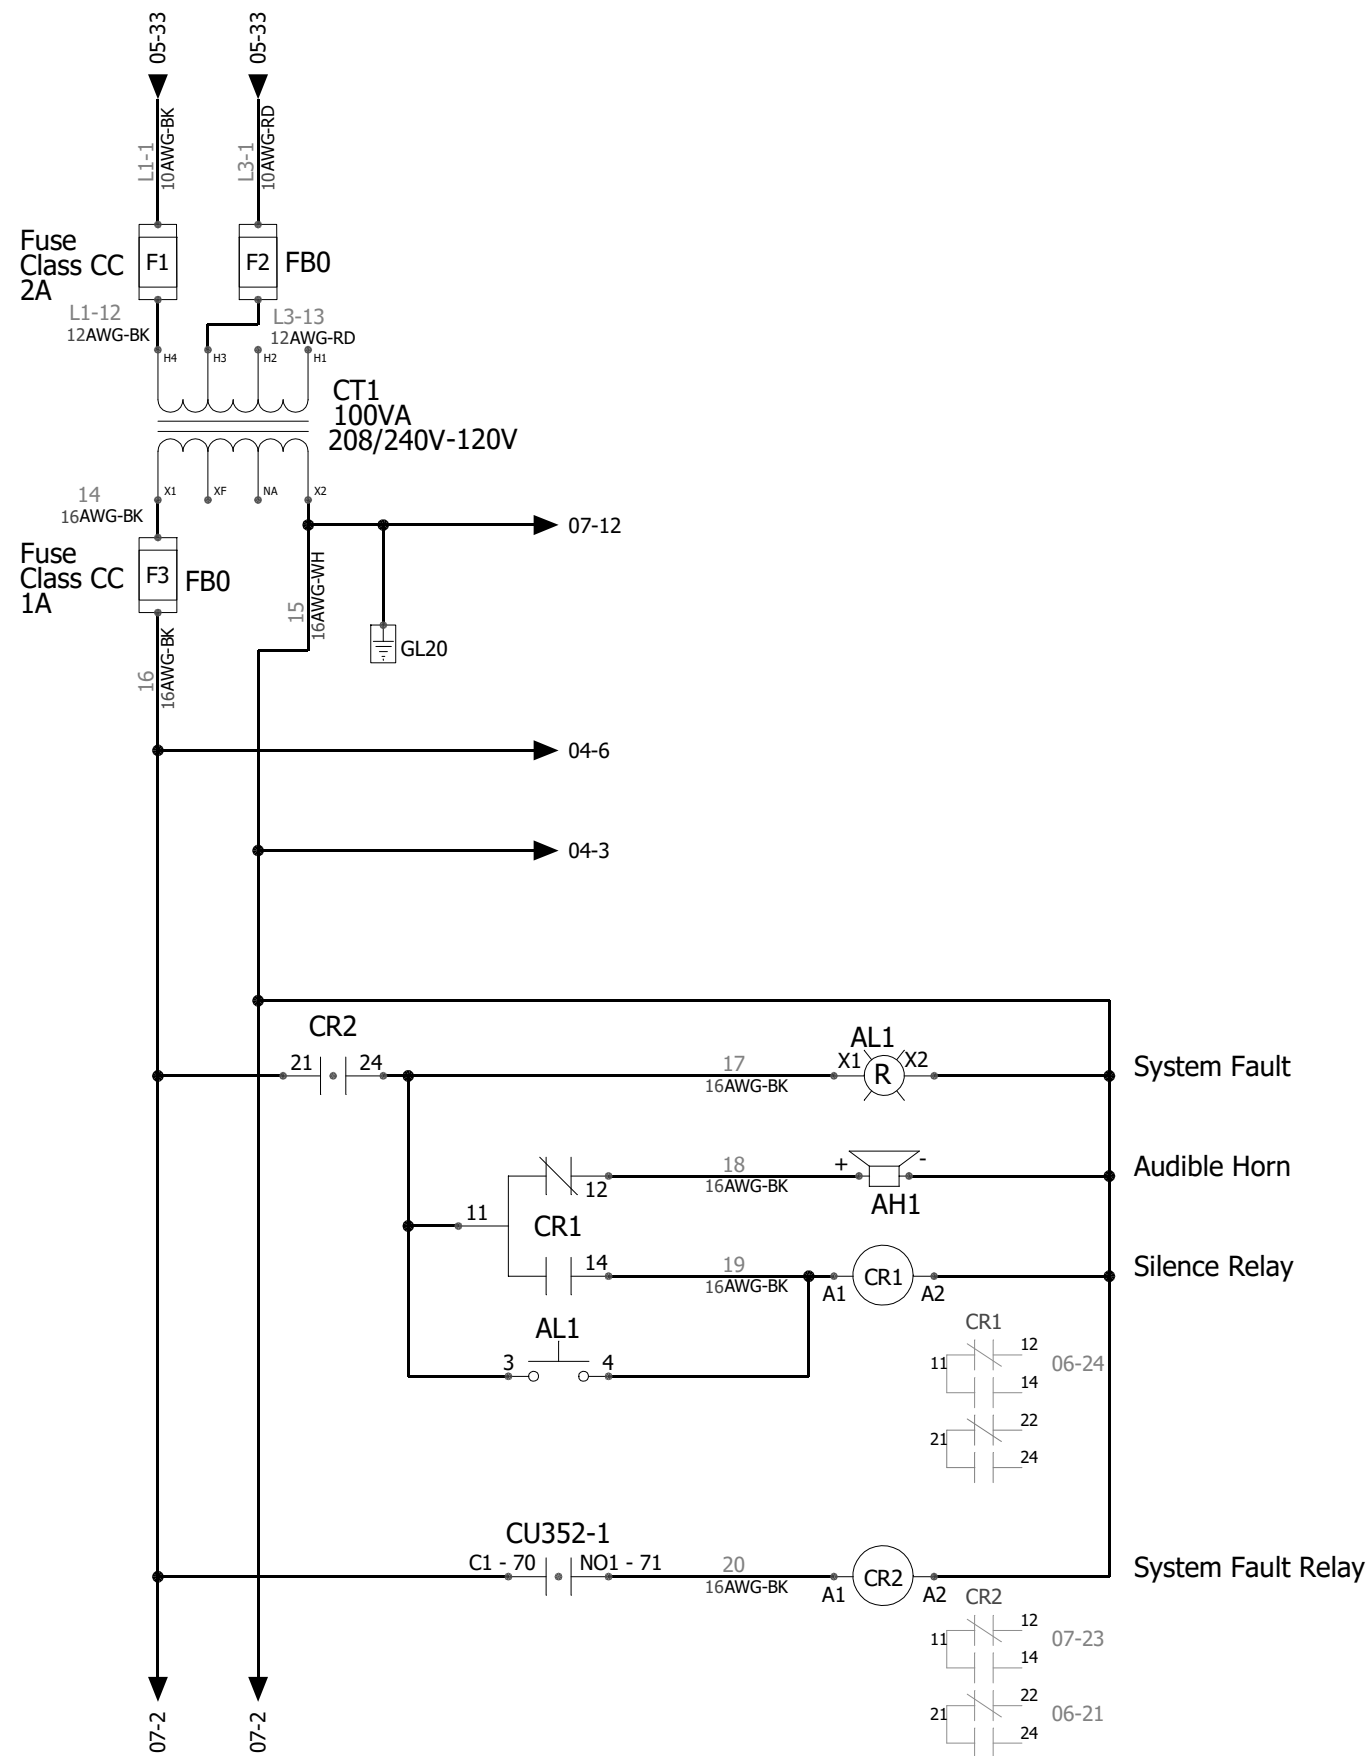 05-33
05-33
L1-1
10AWG-BK
L3-1
10AWG-RD
Fuse
Class CC
2A
F1
F2
FB0
L1-12
12AWG-BK
L3-13
12AWG-RD
H4
H3
H2
H1
CT1
100VA
208/240V-120V
X1
XF
NA
X2
14
16AWG-BK
07-12
Fuse
Class CC
1A
F3
FB0
15
16AWG-WH
GL20
16
16AWG-BK
04-6
04-3
CR2
21
24
17
16AWG-BK
AL1
X1
R
X2
System Fault
12
18
16AWG-BK
+
-
AH1
Audible Horn
11
CR1
14
19
16AWG-BK
A1
CR1
A2
Silence Relay
AL1
3
4
CR1
11
12
14
06-24
21
22
24
CU352-1
C1 - 70
NO1 - 71
20
16AWG-BK
A1
CR2
A2
System Fault Relay
CR2
11
12
14
07-23
21
22
24
06-21
07-2
07-2